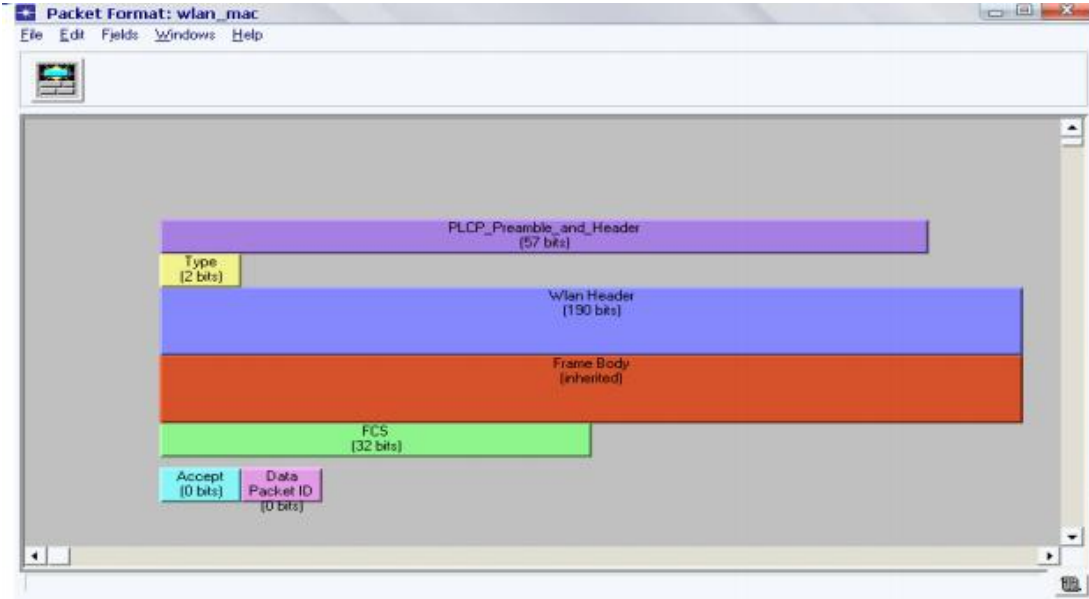 Packet Format: wlan_mac
File Edit Fields Windows Help
PLCP_Preamble_and_Header
(57 bits)
Type
(2 bits)
Wlan Header
(190 bits)
Frame Body
(inherited)
FCS
(32 bits)
Accept
(0 bits)
Data
Packet ID
(0 bits)